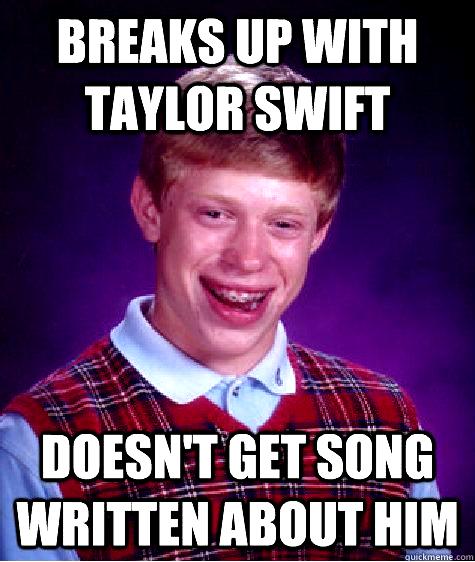 BREAKS UP WITH
TAYLOR SWIFT
DOESN'T GET SONG
WRITTEN ABOUT HIM
quickmeme.com